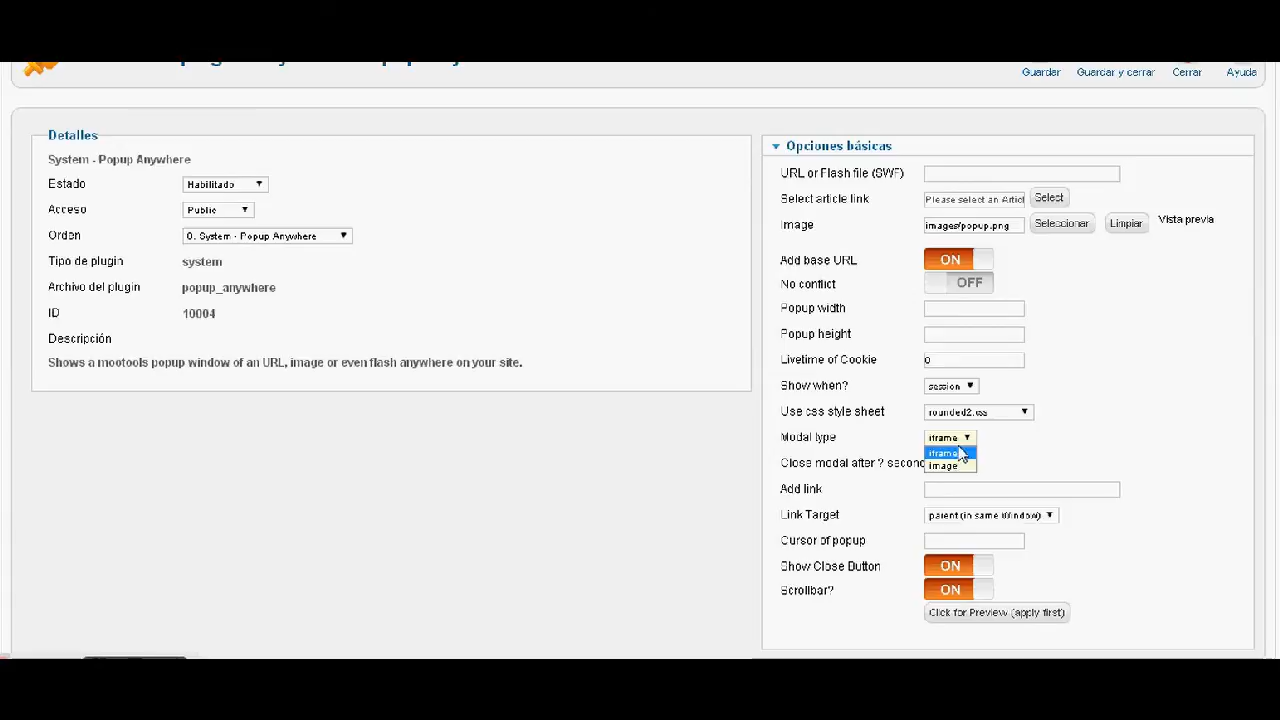 Guardar Guardar y cerrar Cerrar Ayuda
Detalles
System - Popup Anywhere
Estado Habilitado
Acceso Public
Orden 0. System - Popup Anywhere
Tipo de plugin system
Archivo del plugin popup_anywhere
ID 10004
Descripción
Shows a mootools popup window of an URL, image or even flash anywhere on your site.
Opciones básicas
URL or Flash file (SWF)
Select article link Please select an Articl Select
Image images/popup.png Seleccionar Limpiar Vista previa
Add base URL ON
No conflict OFF
Popup width
Popup height
Livetime of Cookie 0
Show when? session
Use css style sheet rounded2.css
Modal type iframe
iframe
image
Close modal after ? second
Add link
Link Target parent (in same Window)
Cursor of popup
Show Close Button ON
Scrollbar? ON
Click for Preview (apply first)